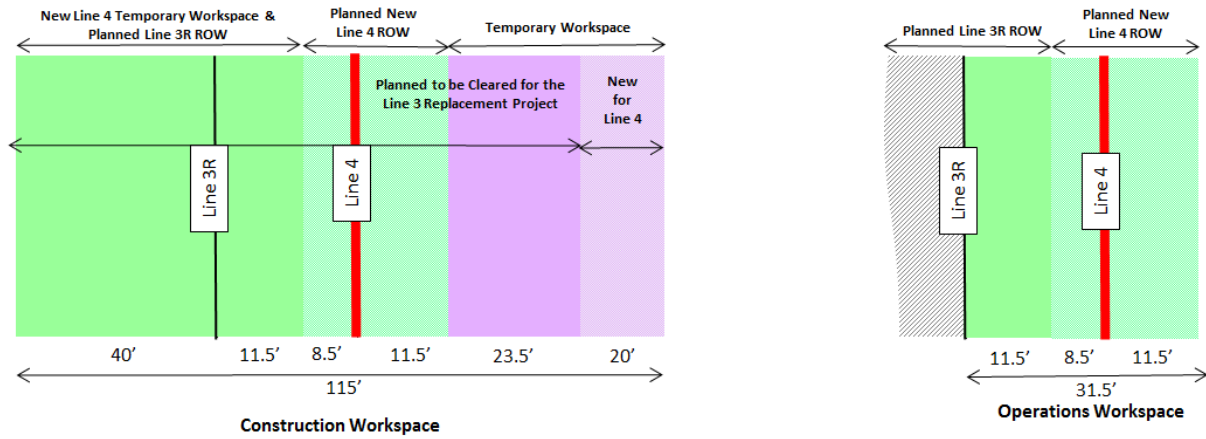 New Line 4 Temporary Workspace &
Planned Line 3R ROW
Planned New
Line 4 ROW
Temporary Workspace
Planned to be Cleared for the
Line 3 Replacement Project
New
for
Line 4
Line 3R
Line 4
40’
11.5’
8.5’
11.5’
23.5’
20’
115’
Construction Workspace
Planned Line 3R ROW
Planned New
Line 4 ROW
Line 3R
Line 4
11.5’
8.5’
11.5’
31.5’
Operations Workspace